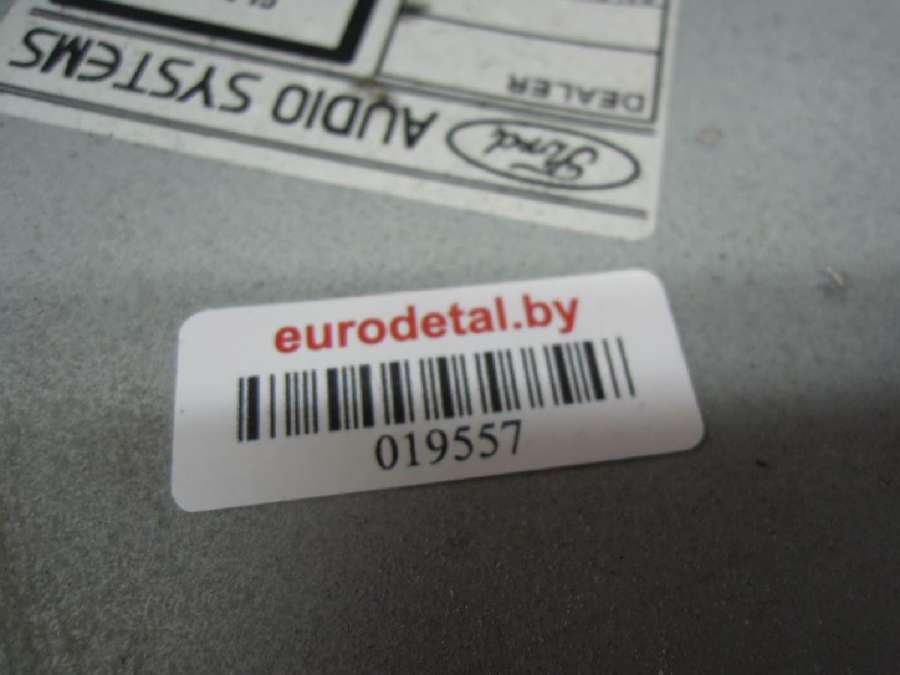 Ford AUDIO SYSTEMS
DEALER
eurodetal.by
019557